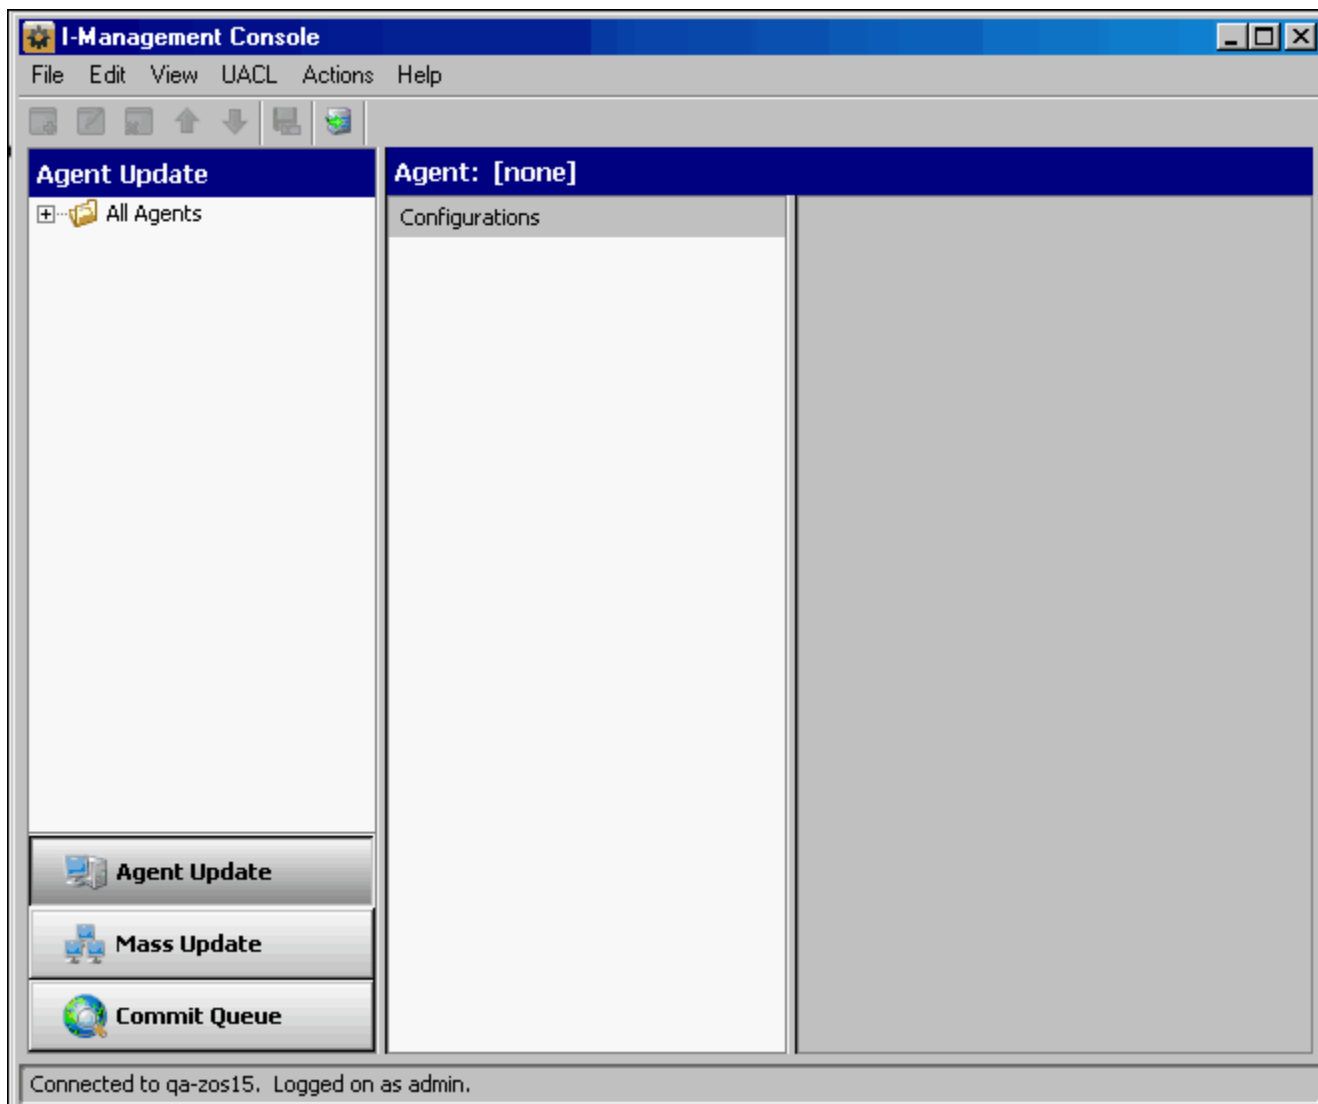 I-Management Console
File Edit View UACL Actions Help
Agent Update
Agent: [none]
All Agents
Configurations
Agent Update
Mass Update
Commit Queue
Connected to qa-zos15. Logged on as admin.